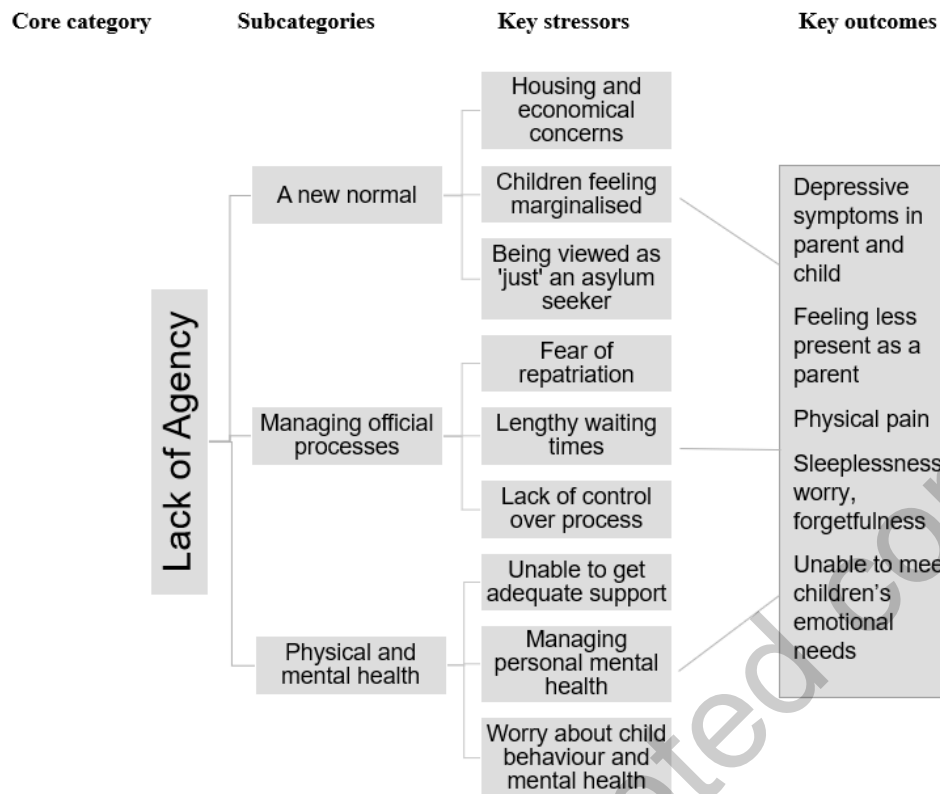 Core category
Subcategories
Key stressors
Key outcomes
Lack of Agency
A new normal
Housing and
economical
concerns
Children feeling
marginalised
Being viewed as
'just' an asylum
seeker
Managing official
processes
Fear of
repatriation
Lengthy waiting
times
Lack of control
over process
Physical and
mental health
Unable to get
adequate support
Managing
personal mental
health
Worry about child
behaviour and
mental health
Depressive
symptoms in
parent and
child
Feeling less
present as a
parent
Physical pain
Sleeplessness
worry,
forgetfulness
Unable to mee
children's
emotional
needs